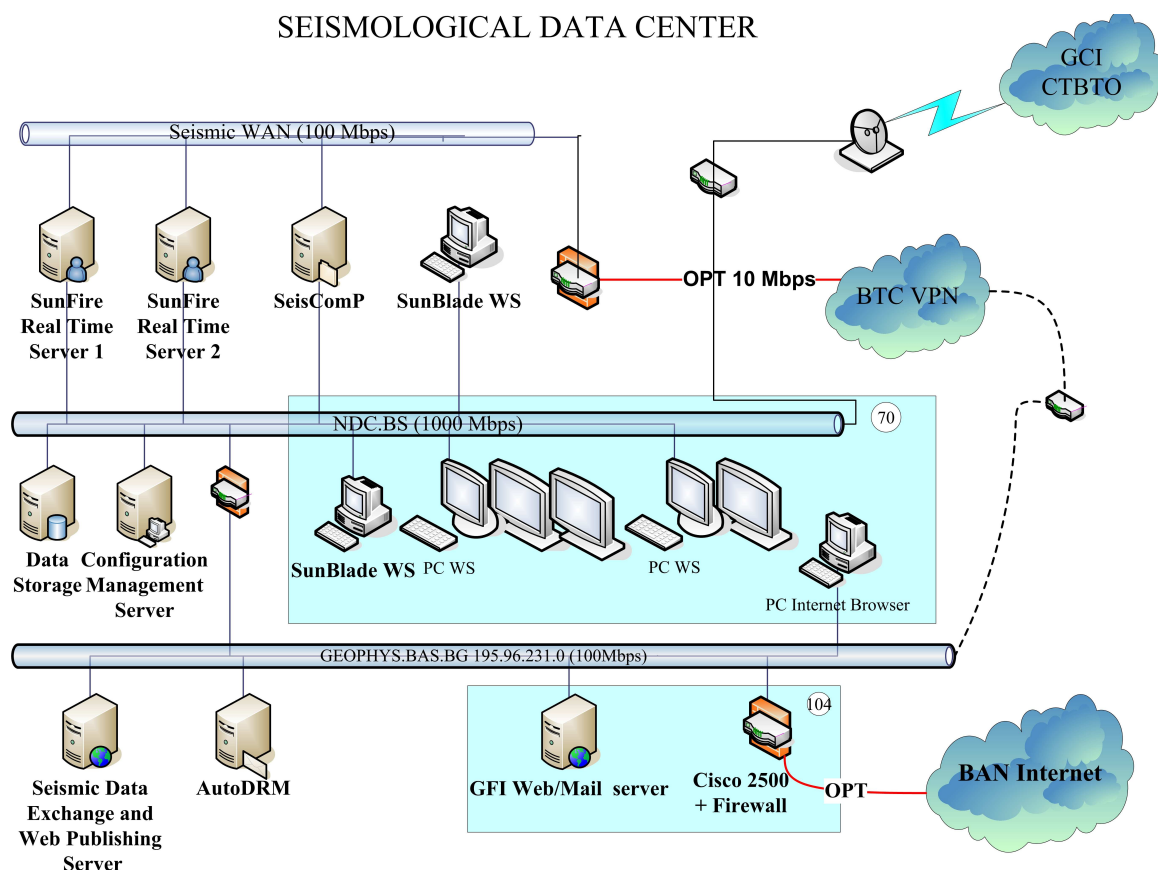 SEISMOLOGICAL DATA CENTER
GCI
CTBTO
Seismic WAN (100 Mbps)
SunFire
Real Time
Server 1
SunFire
Real Time
Server 2
SeisComP
SunBlade WS
OPT 10 Mbps
BTC VPN
NDC.BS (1000 Mbps)
70
Data
Storage
Configuration
Management
Server
SunBlade WS
PC WS
PC WS
PC Internet Browser
GEOPHYS.BAS.BG 195.96.231.0 (100Mbps)
104
Seismic Data
Exchange and
Web Publishing
Server
AutoDRM
GFI Web/Mail server
Cisco 2500
+ Firewall
OPT
BAN Internet